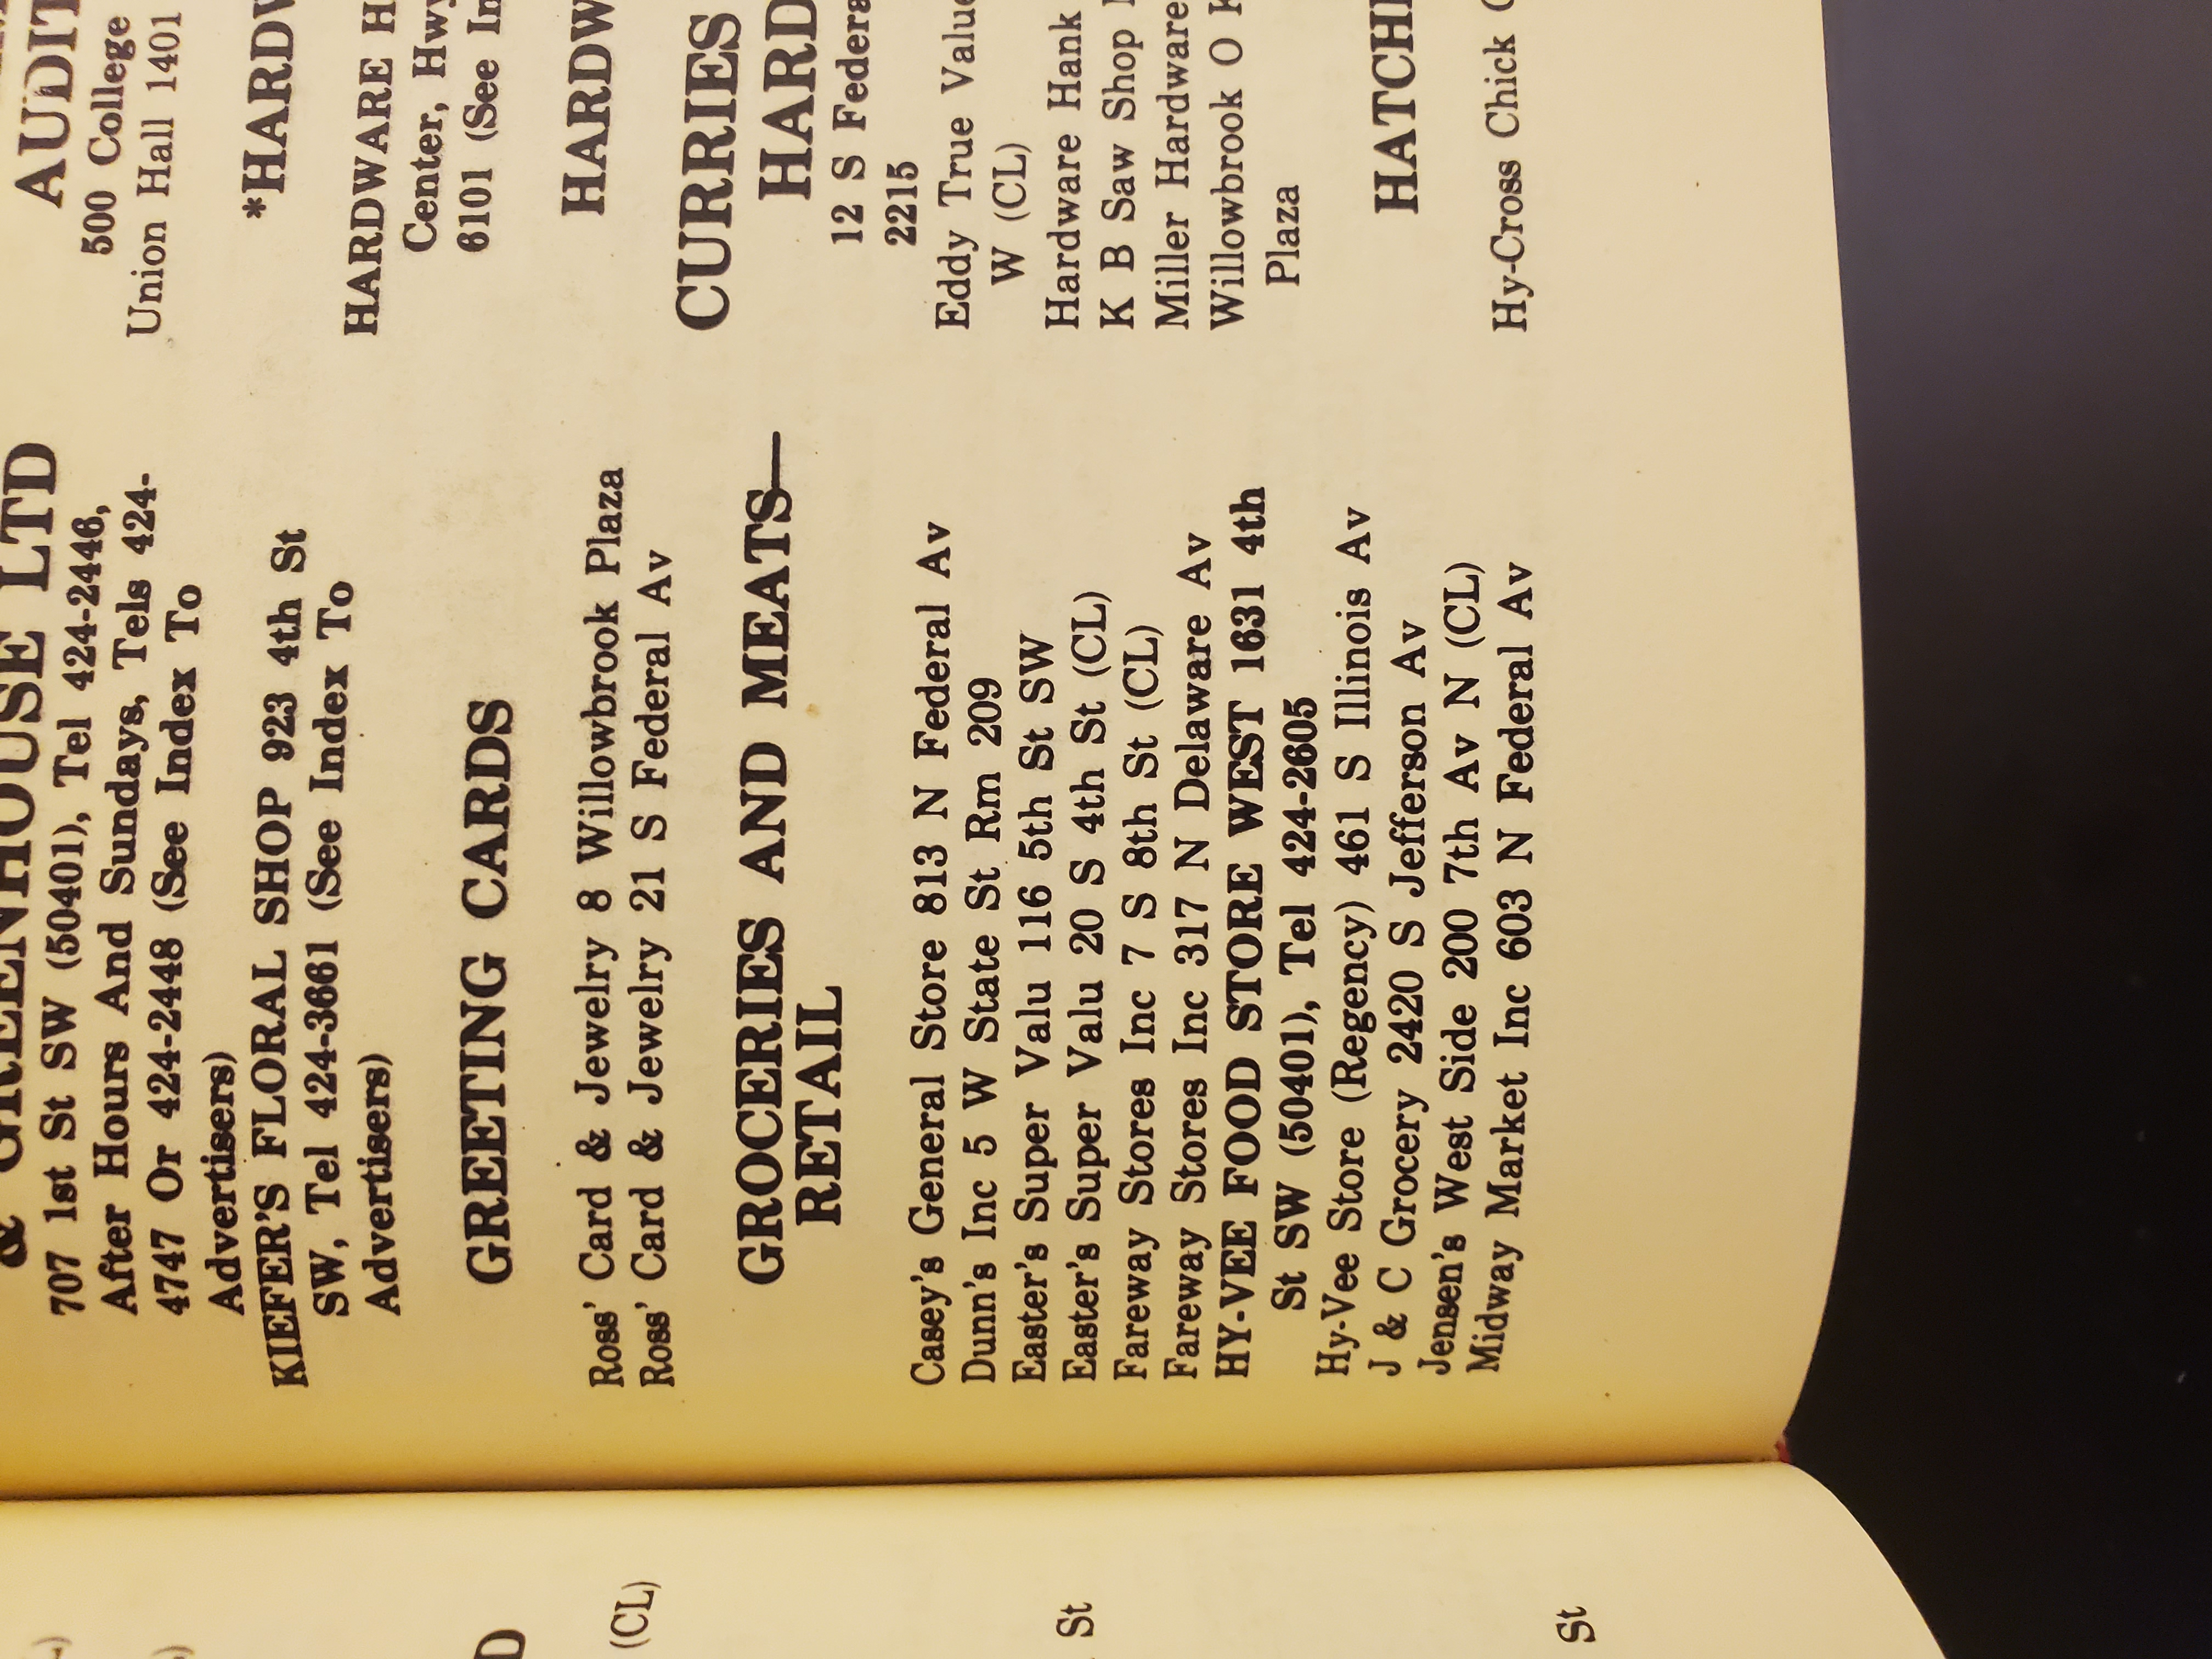 & GREENHOUSE LTD
707 1st St SW (50401), Tel 424-2446,
After Hours And Sundays, Tels 424-
4747 Or 424-2448 (See Index To
Advertisers)
KIEFER'S FLORAL SHOP 923 4th St
SW, Tel 424-3661 (See Index To
Advertisers)
GREETING CARDS
Ross' Card & Jewelry 8 Willowbrook Plaza
Ross' Card & Jewelry 21 S Federal Av
GROCERIES AND MEATS—
RETAIL
Casey's General Store 813 N Federal Av
Dunn's Inc 5 W State St Rm 209
Easter's Super Valu 116 5th St SW
Easter's Super Valu 20 S 4th St (CL)
Fareway Stores Inc 7 S 8th St (CL)
Fareway Stores Inc 317 N Delaware Av
HY-VEE FOOD STORE WEST 1631 4th
St SW (50401), Tel 424-2605
Hy-Vee Store (Regency) 461 S Illinois Av
J & C Grocery 2420 S Jefferson Av
Jensen's West Side 200 7th Av N (CL)
Midway Market Inc 603 N Federal Av
AUDIT
500 College
Union Hall 1401
*HARDW
HARDWARE H
Center, Hwy
6101 (See In
HARDW
CURRIES
HARD
12 S Federa
2215
Eddy True Value
W (CL)
Hardware Hank
K B Saw Shop
Miller Hardware
Willowbrook O K
Plaza
HATCH
Hy-Cross Chick
(CL)
St
St